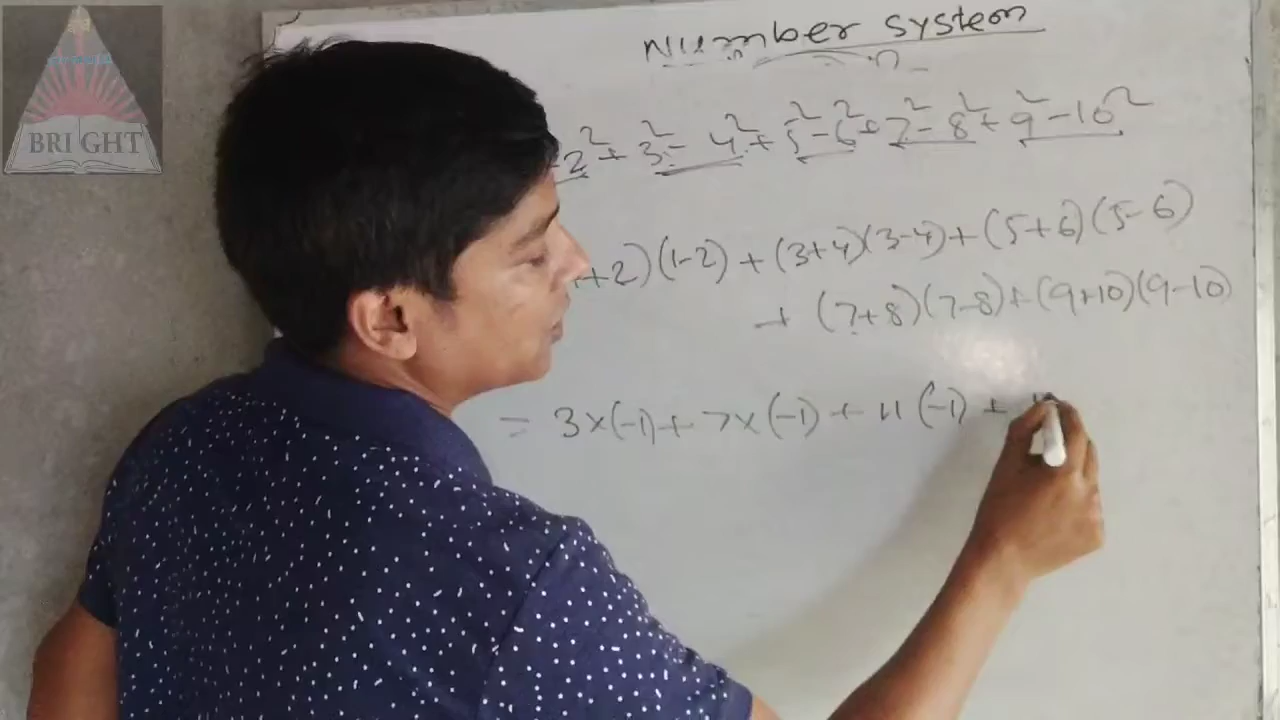 BRIGHT
Number system
2² + 3² - 4² + 5² - 6² + 7² - 8² + 9² - 10²
+2)(1-2) + (3+4)(3-4) + (5+6)(5-6)
+ (7+8)(7-8) + (9+10)(9-10)
= 3×(-1) + 7×(-1) + 11(-1) +